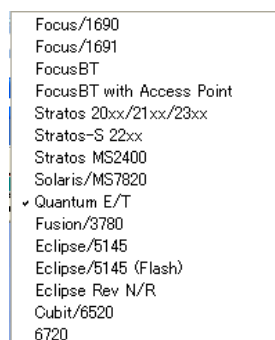 Focus/1690
Focus/1691
FocusBT
FocusBT with Access Point
Stratos 20xx/21xx/23xx
Stratos-S 22xx
Stratos MS2400
Solaris/MS7820
Quantum E/T
Fusion/3780
Eclipse/5145
Eclipse/5145 (Flash)
Eclipse Rev N/R
Cubit/6520
6720